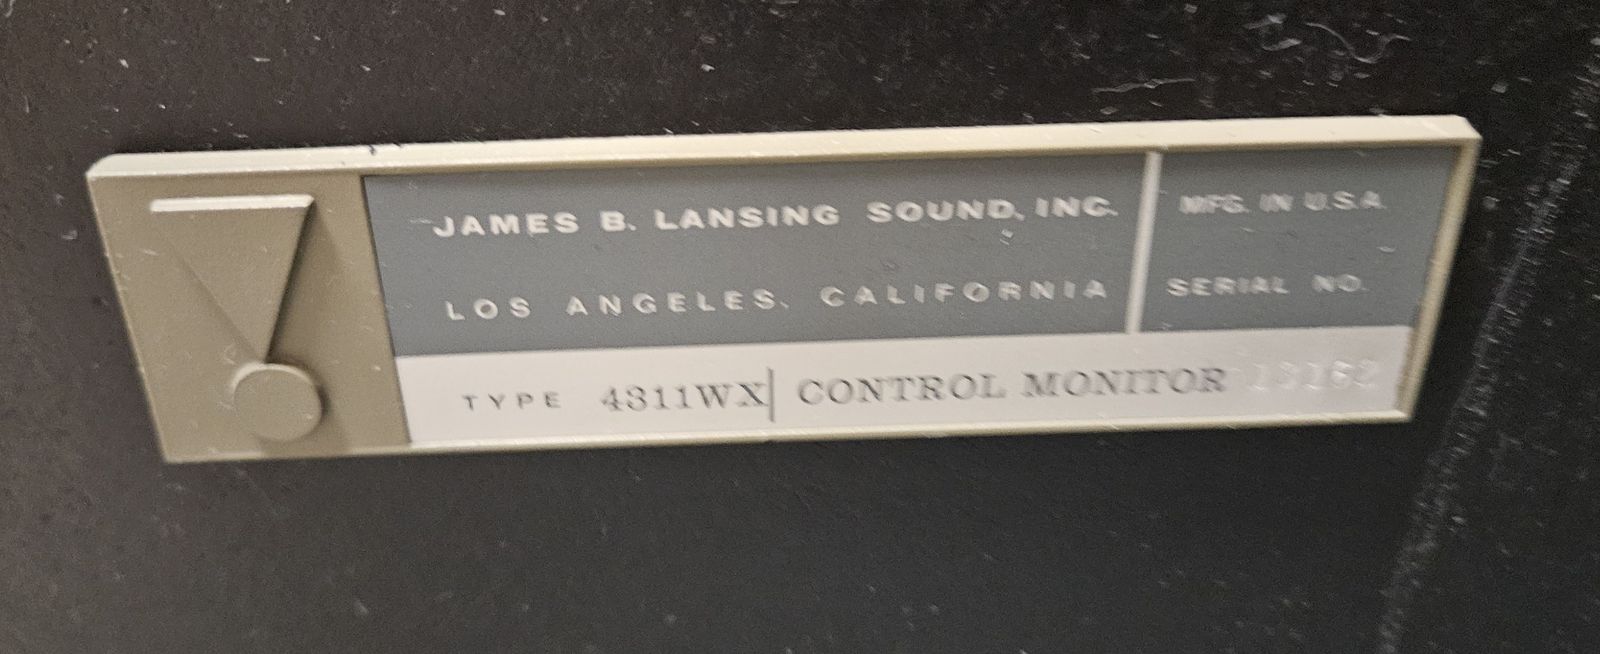 JAMES B. LANSING SOUND, INC.
LOS ANGELES, CALIFORNIA
MFG. IN U.S.A.
SERIAL NO.
TYPE 4311WX CONTROL MONITOR